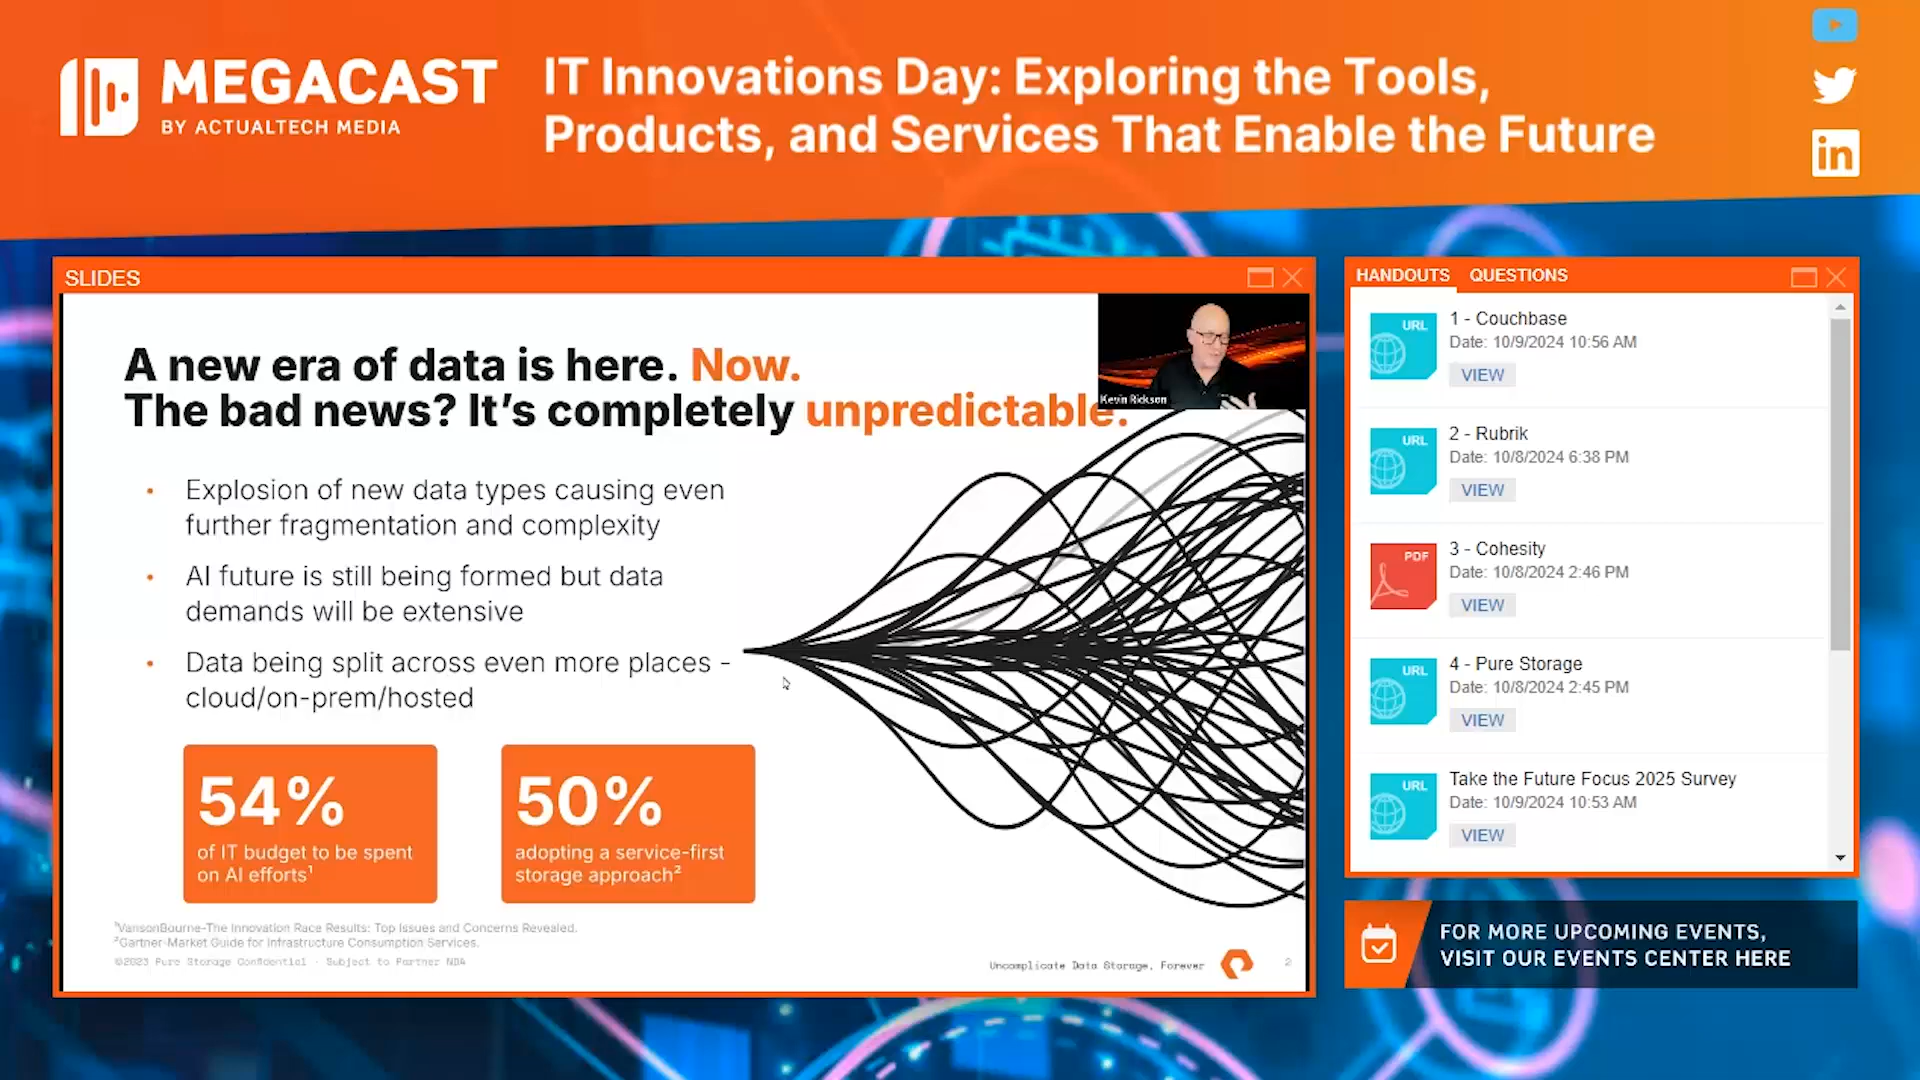 MEGACAST
BY ACTUALTECH MEDIA
IT Innovations Day: Exploring the Tools,
Products, and Services That Enable the Future
in
SLIDES
A new era of data is here. Now.
The bad news? It's completely unpredictable.
Kevin Rickson
• Explosion of new data types causing even
further fragmentation and complexity
• AI future is still being formed but data
demands will be extensive
• Data being split across even more places -
cloud/on-prem/hosted
54%
of IT budget to be spent
on AI efforts¹
50%
adopting a service-first
storage approach²
¹VansonBourne-The Innovation Race Results: Top Issues and Concerns Revealed.
²Gartner-Market Guide for Infrastructure Consumption Services.
©2023 Pure Storage Confidential - Subject to Partner NDA
Uncomplicate Data Storage, Forever
2
HANDOUTS QUESTIONS
URL
1 - Couchbase
Date: 10/9/2024 10:56 AM
VIEW
URL
2 - Rubrik
Date: 10/8/2024 6:38 PM
VIEW
PDF
3 - Cohesity
Date: 10/8/2024 2:46 PM
VIEW
URL
4 - Pure Storage
Date: 10/8/2024 2:45 PM
VIEW
URL
Take the Future Focus 2025 Survey
Date: 10/9/2024 10:53 AM
VIEW
FOR MORE UPCOMING EVENTS,
VISIT OUR EVENTS CENTER HERE